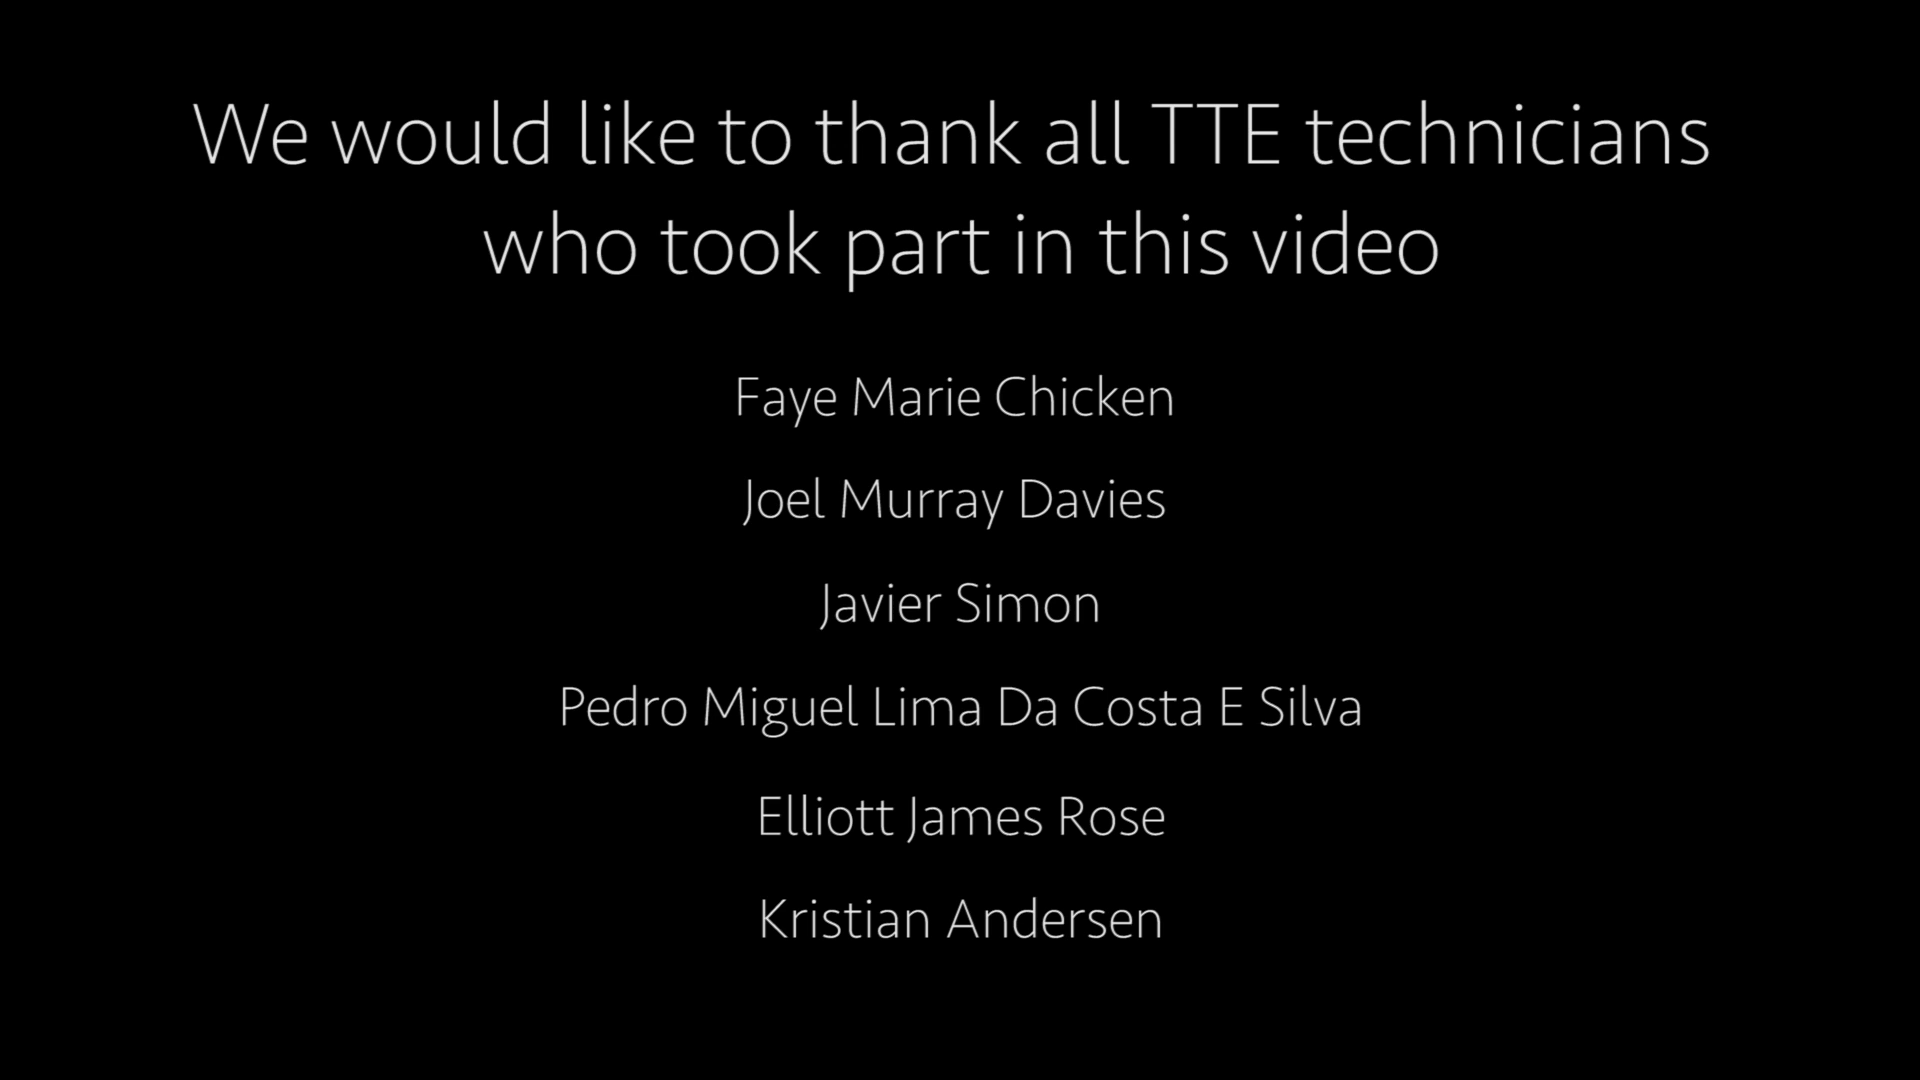 We would like to thank all TTE technicians
who took part in this video
Faye Marie Chicken
Joel Murray Davies
Javier Simon
Pedro Miguel Lima Da Costa E Silva
Elliott James Rose
Kristian Andersen